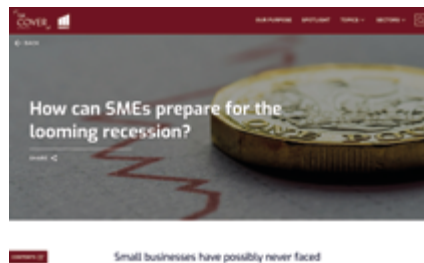 THE
COVER
OUR PURPOSE SPOTLIGHT TOPICS SECTORS
BACK
How can SMEs prepare for the
looming recession?
SHARE
Small businesses have possibly never faced